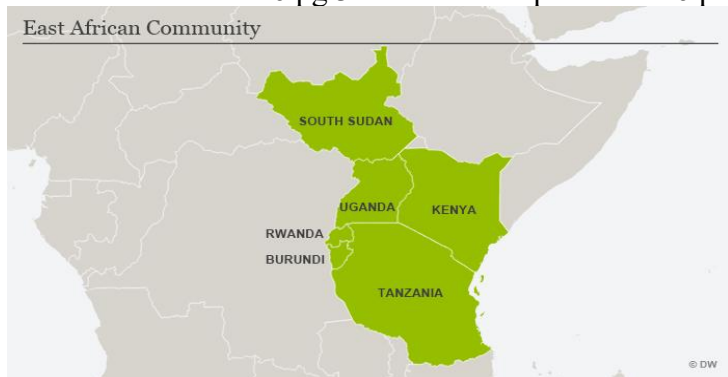 East African Community
SOUTH SUDAN
UGANDA
KENYA
RWANDA
BURUNDI
TANZANIA
© DW